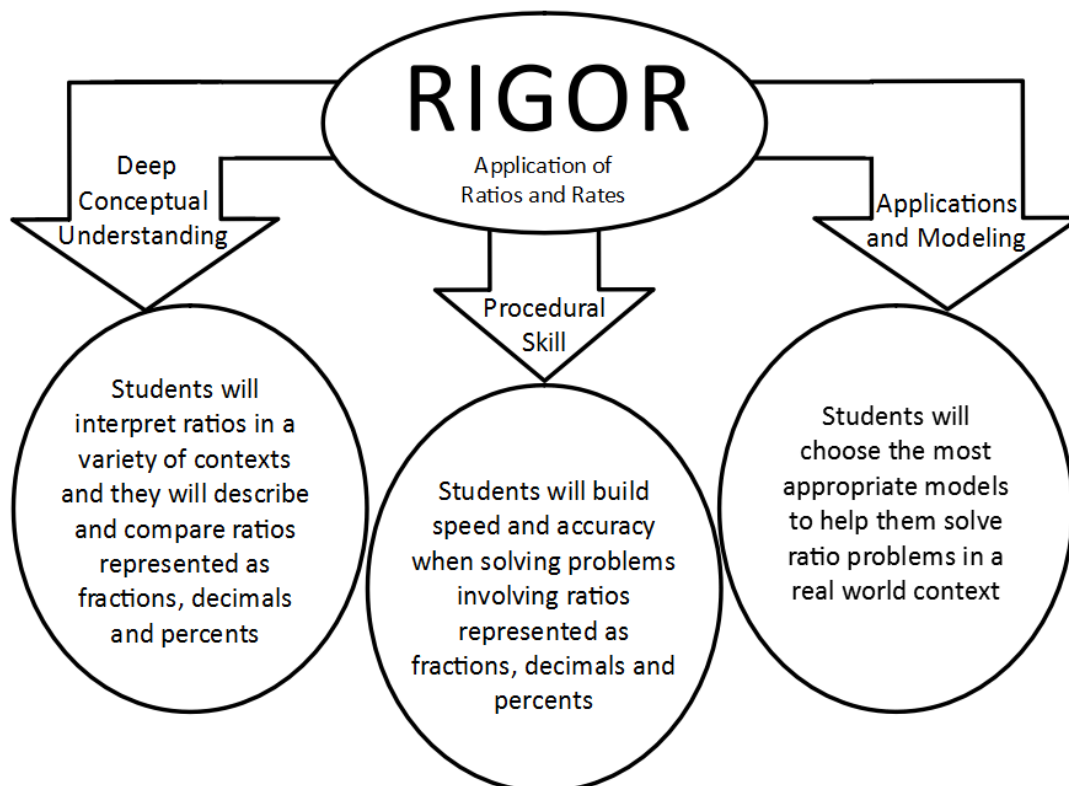 RIGOR
Application of
Ratios and Rates
Deep
Conceptual
Understanding
Procedural
Skill
Applications
and Modeling
Students will
interpret ratios in a
variety of contexts
and they will describe
and compare ratios
represented as
fractions, decimals
and percents
Students will build
speed and accuracy
when solving problems
involving ratios
represented as
fractions, decimals and
percents
Students will
choose the most
appropriate models
to help them solve
ratio problems in a
real world context